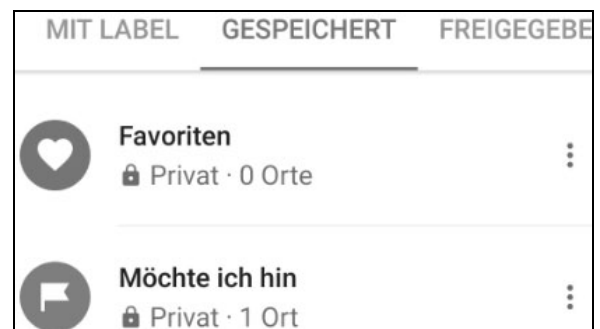 MIT LABEL GESPEICHERT FREIGEGEBE
Favoriten
Privat · 0 Orte
Möchte ich hin
Privat · 1 Ort